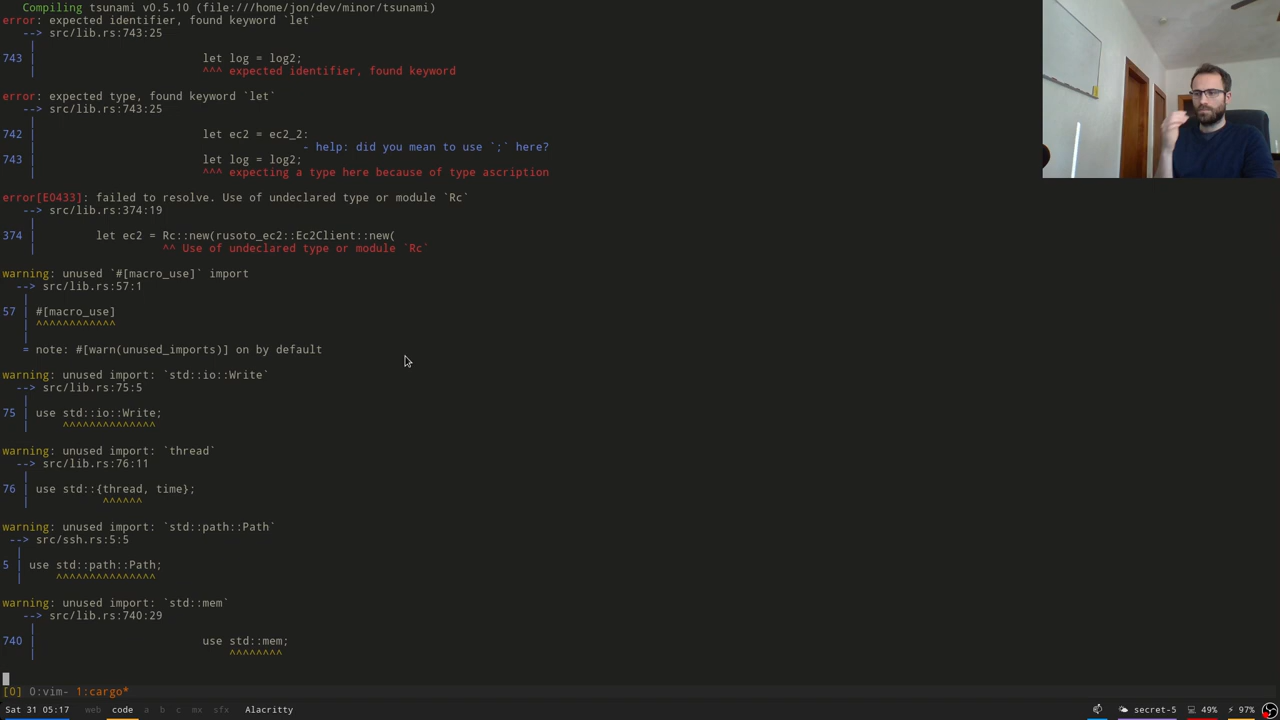 Compiling tsunami v0.5.10 (file:///home/jon/dev/minor/tsunami)
error: expected identifier, found keyword `let`
--> src/lib.rs:743:25
|
743 | let log = log2;
| ^^^ expected identifier, found keyword
error: expected type, found keyword `let`
--> src/lib.rs:743:25
|
742 | let ec2 = ec2_2:
| - help: did you mean to use `;` here?
743 | let log = log2;
| ^^^ expecting a type here because of type ascription
error[E0433]: failed to resolve. Use of undeclared type or module `Rc`
--> src/lib.rs:374:19
|
374 | let ec2 = Rc::new(rusoto_ec2::Ec2Client::new(
| ^^ Use of undeclared type or module `Rc`
warning: unused `#[macro_use]` import
--> src/lib.rs:57:1
|
57 | #[macro_use]
| ^^^^^^^^^^^^
|
= note: #[warn(unused_imports)] on by default
warning: unused import: `std::io::Write`
--> src/lib.rs:75:5
|
75 | use std::io::Write;
| ^^^^^^^^^^^^^^
warning: unused import: `thread`
--> src/lib.rs:76:11
|
76 | use std::{thread, time};
| ^^^^^^
warning: unused import: `std::path::Path`
--> src/ssh.rs:5:5
|
5 | use std::path::Path;
| ^^^^^^^^^^^^^^^
warning: unused import: `std::mem`
--> src/lib.rs:740:29
|
740 | use std::mem;
| ^^^^^^^^
[0] 0:vim- 1:cargo*
Sat 31 05:17 web code a b c mx sfx Alacritty secret-5 49% 97%